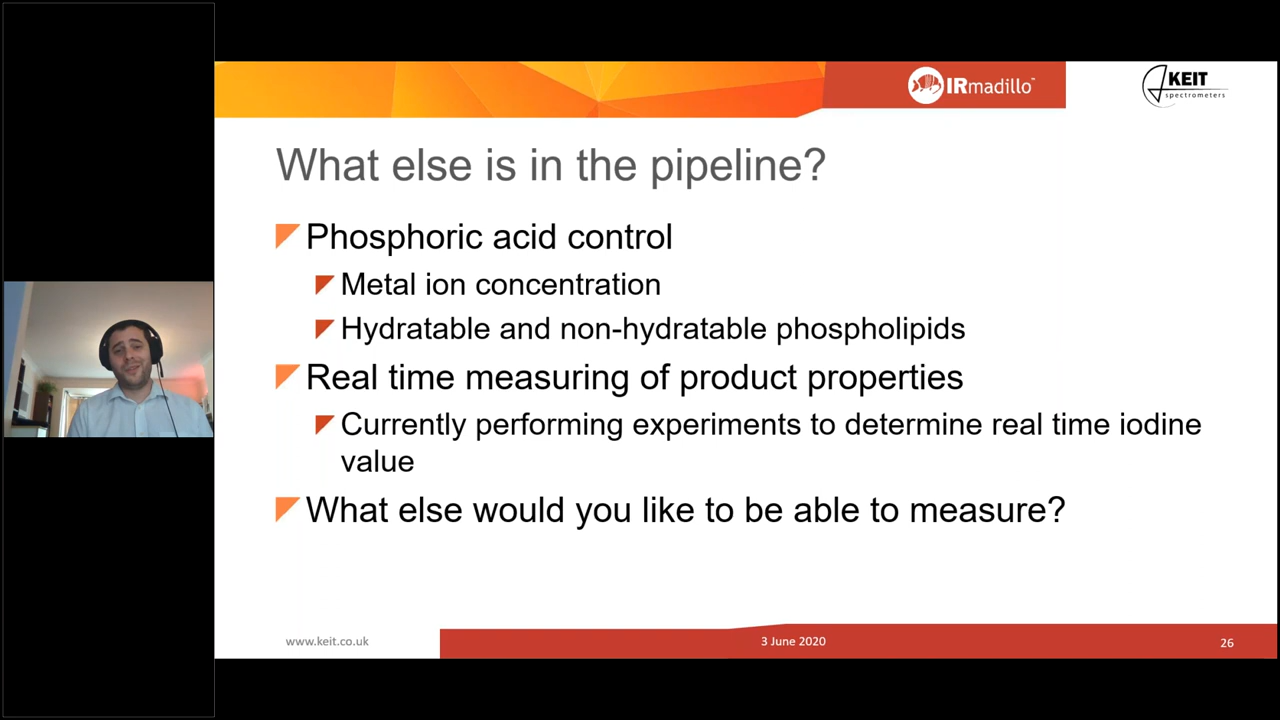 IRmadillo™
KEIT
spectrometers
What else is in the pipeline?
Phosphoric acid control
Metal ion concentration
Hydratable and non-hydratable phospholipids
Real time measuring of product properties
Currently performing experiments to determine real time iodine
value
What else would you like to be able to measure?
www.keit.co.uk
3 June 2020
26